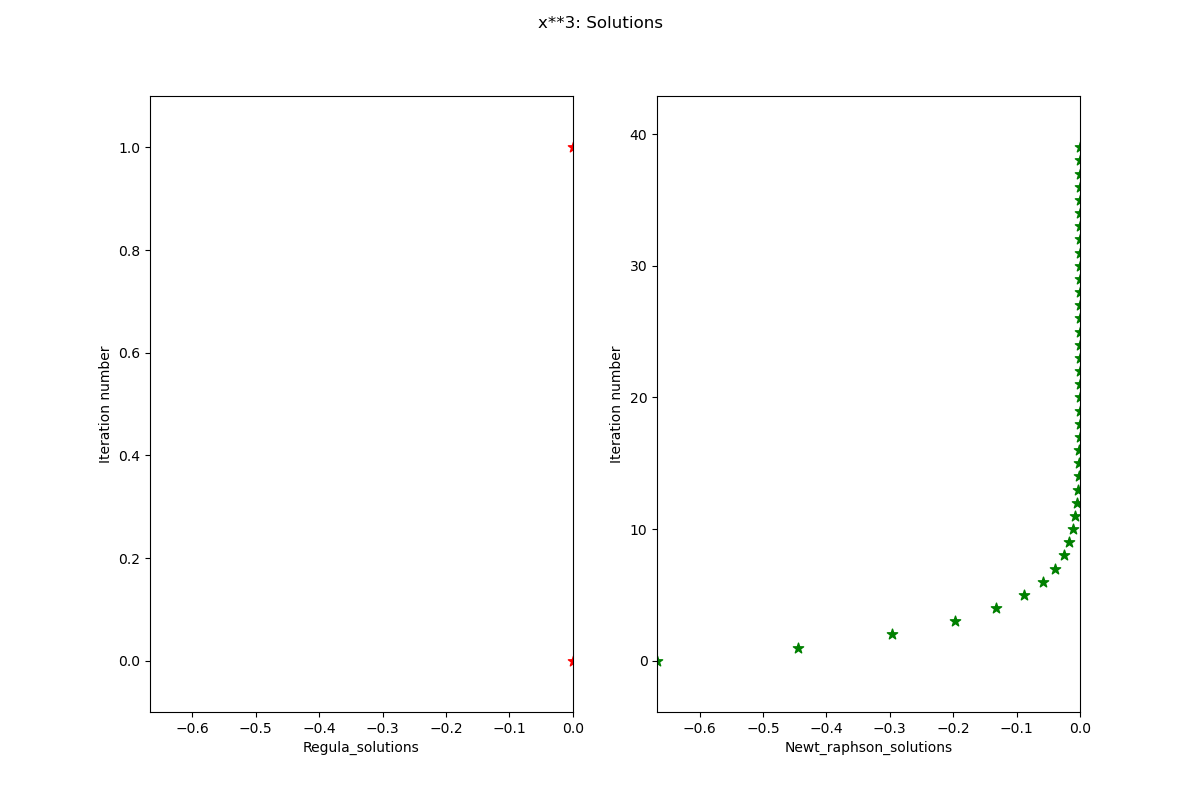 x**3: Solutions
Iteration number
1.0
0.8
0.6
0.4
0.2
0.0
−0.6 −0.5 −0.4 −0.3 −0.2 −0.1 0.0
Regula_solutions
Iteration number
40
30
20
10
0
−0.6 −0.5 −0.4 −0.3 −0.2 −0.1 0.0
Newt_raphson_solutions